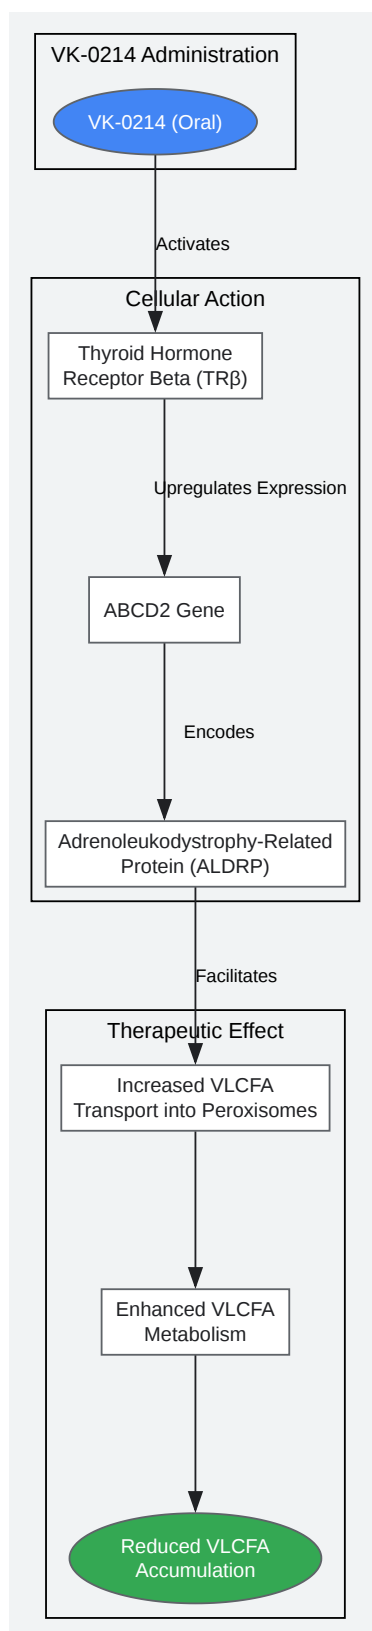 VK-0214 Administration
VK-0214 (Oral)
Activates
Cellular Action
Thyroid Hormone
Receptor Beta (TRβ)
Upregulates Expression
ABCD2 Gene
Encodes
Adrenoleukodystrophy-Related
Protein (ALDRP)
Facilitates
Therapeutic Effect
Increased VLCFA
Transport into Peroxisomes
Enhanced VLCFA
Metabolism
Reduced VLCFA
Accumulation